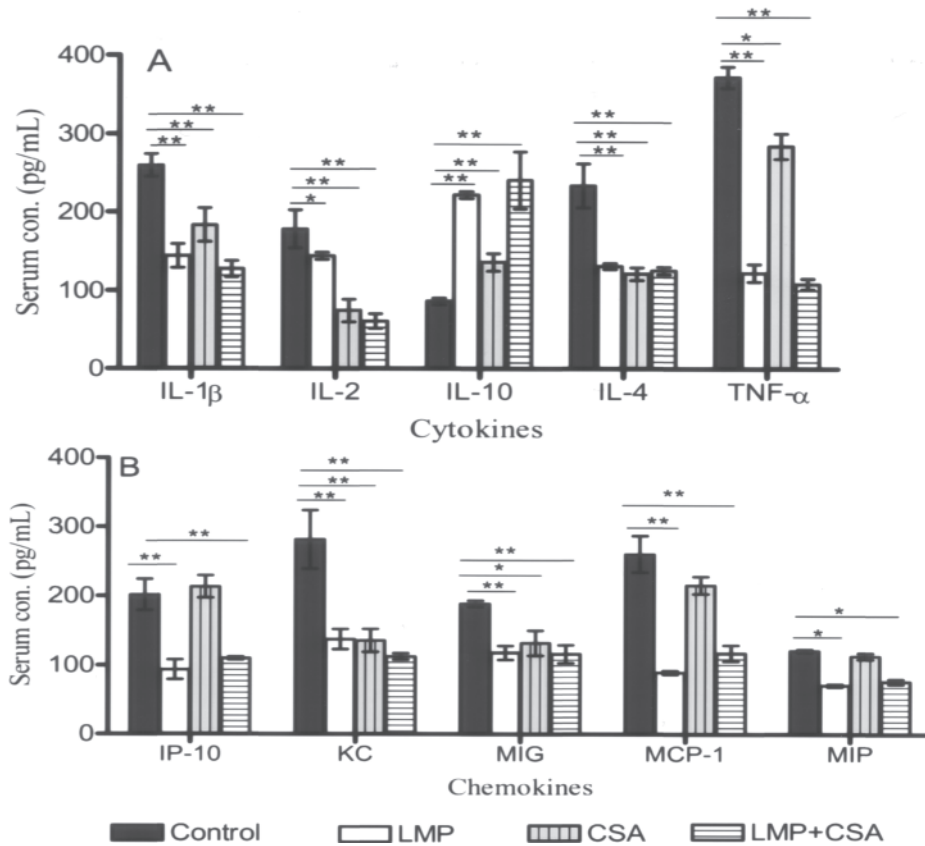 A
Serum con. (pg/mL)
400
300
200
100
0
** ** **
** ** *
** ** **
** ** **
** * **
IL-1β IL-2 IL-10 IL-4 TNF-α
Cytokines
B
Serum con. (pg/mL)
400
300
200
100
0
** **
** ** **
** * **
** **
* *
IP-10 KC MIG MCP-1 MIP
Chemokines
Control LMP CSA LMP+CSA